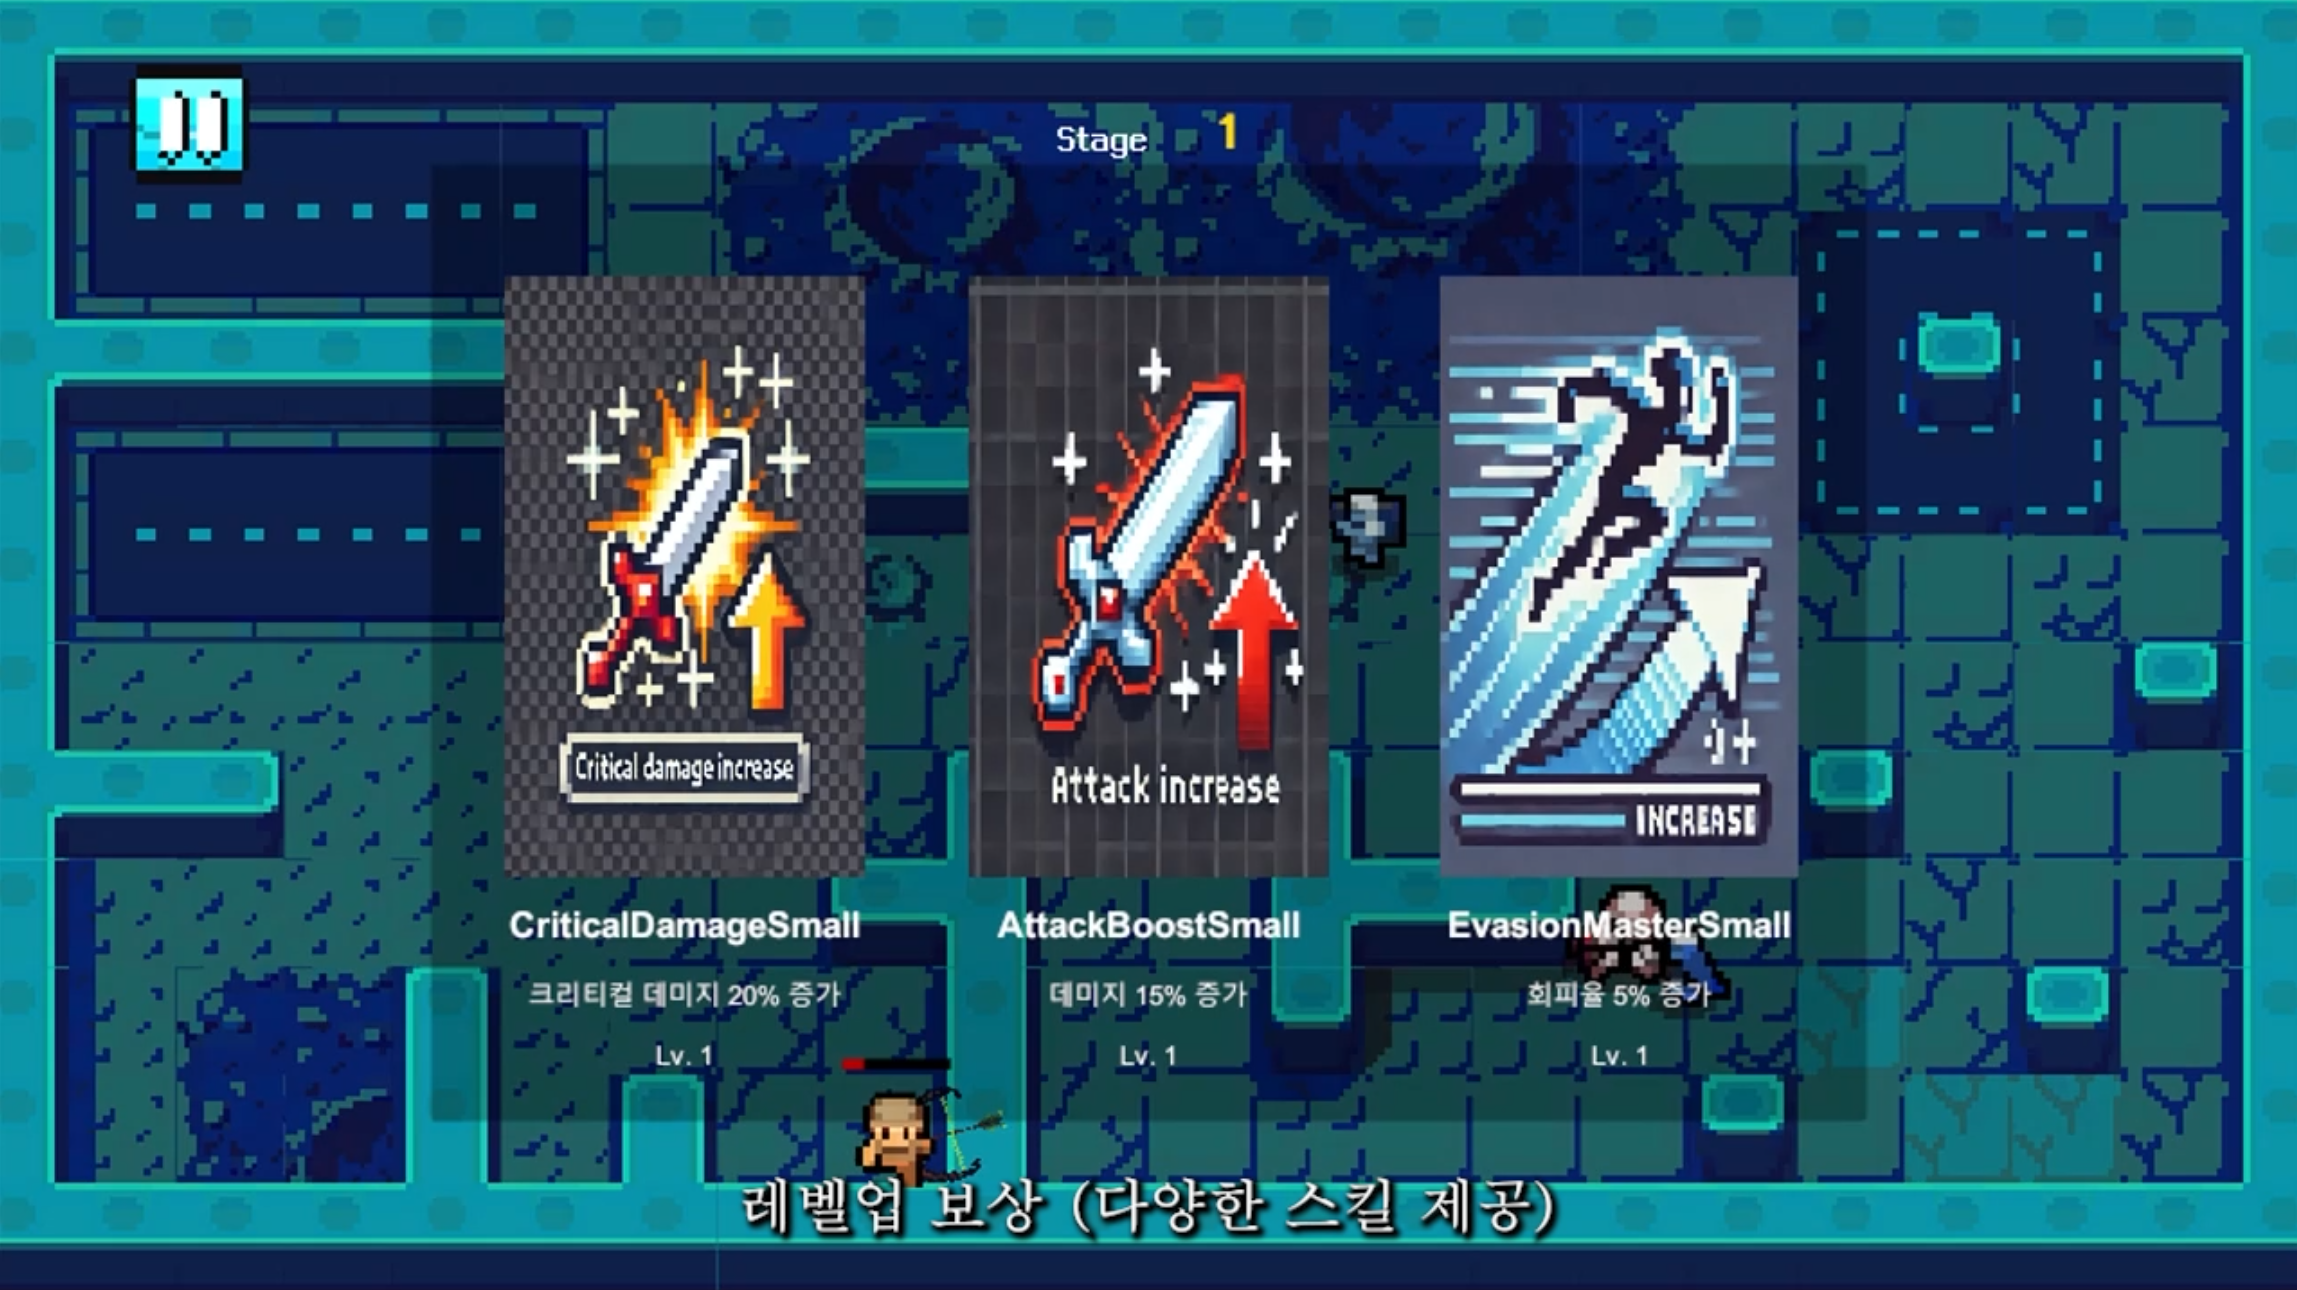 Stage 1
Critical damage increase
Attack increase
INCREASE
CriticalDamageSmall
AttackBoostSmall
EvasionMasterSmall
크리티컬 데미지 20% 증가
데미지 15% 증가
회피율 5% 증가
Lv. 1
Lv. 1
Lv. 1
레벨업 보상 (다양한 스킬 제공)